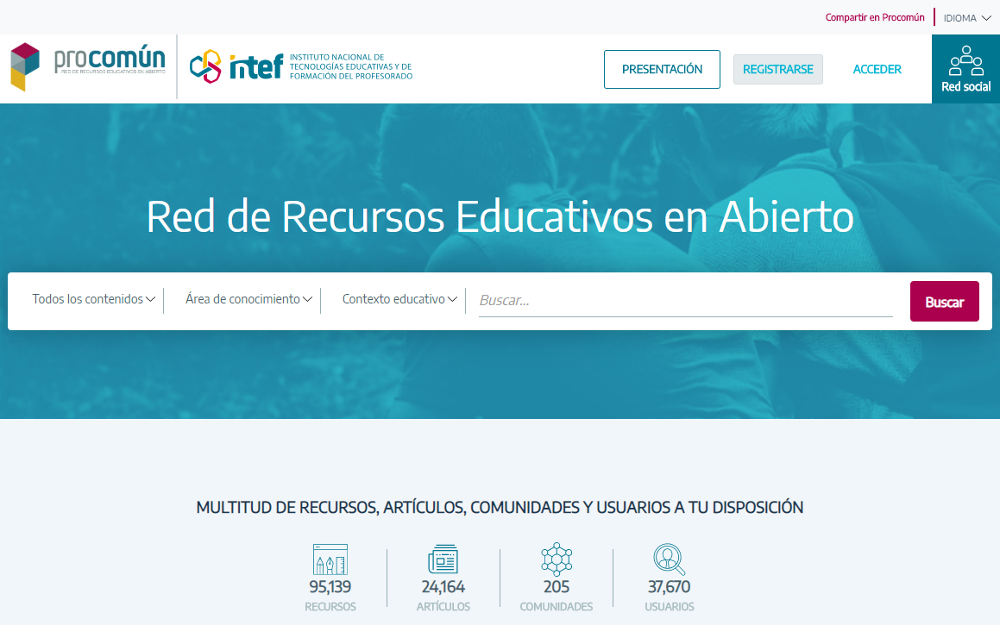 Compartir en Procomún
IDIOMA
procomún
RED DE RECURSOS EDUCATIVOS EN ABIERTO
intef
INSTITUTO NACIONAL DE
TECNOLOGÍAS EDUCATIVAS Y DE
FORMACIÓN DEL PROFESORADO
PRESENTACIÓN
REGISTRARSE
ACCEDER
Red social
Red de Recursos Educativos en Abierto
Todos los contenidos
Área de conocimiento
Contexto educativo
Buscar...
Buscar
MULTITUD DE RECURSOS, ARTÍCULOS, COMUNIDADES Y USUARIOS A TU DISPOSICIÓN
95,139
24,164
205
37,670
RECURSOS
ARTÍCULOS
COMUNIDADES
USUARIOS